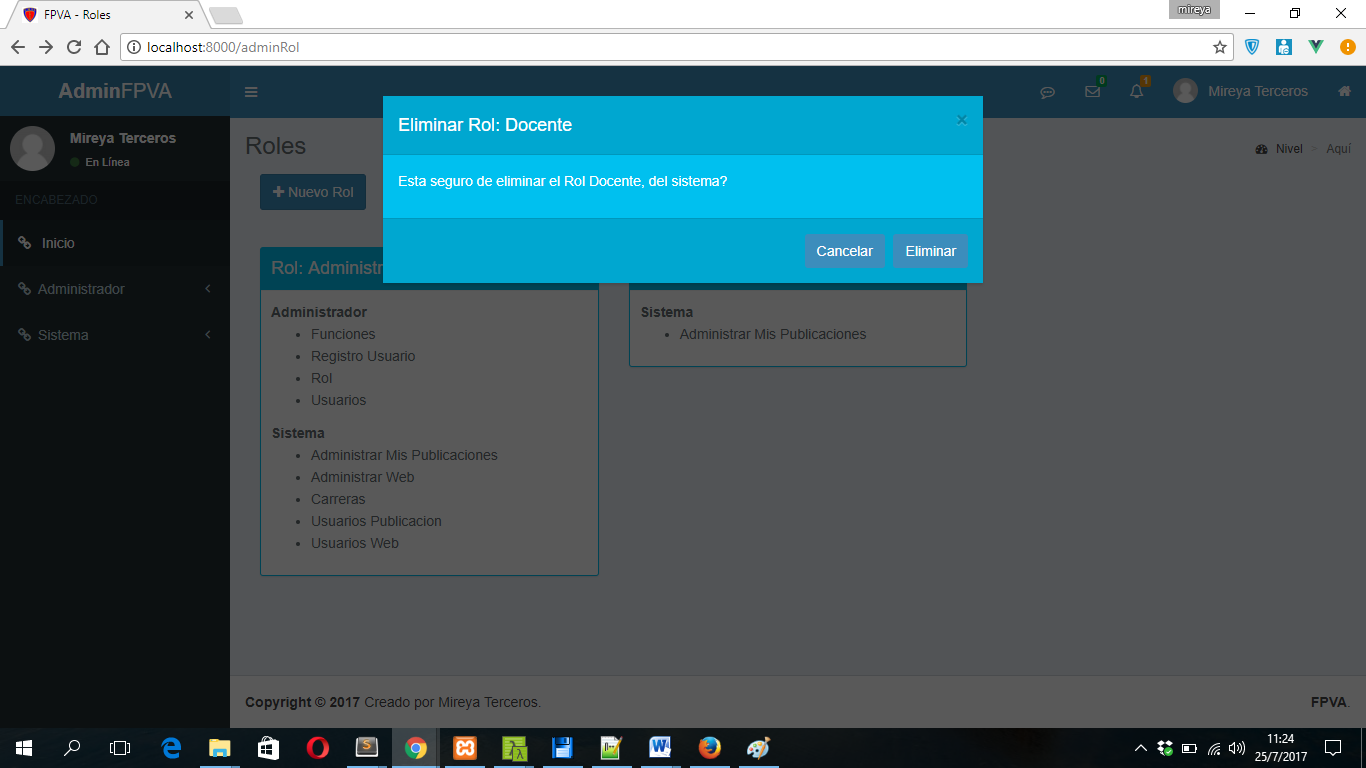 FPVA - Roles
mireya
localhost:8000/adminRol
AdminFPVA
0
1
Mireya Terceros
Mireya Terceros
En Línea
ENCABEZADO
Inicio
Administrador
Sistema
Roles
Nivel > Aquí
Nuevo Rol
Eliminar Rol: Docente
×
Esta seguro de eliminar el Rol Docente, del sistema?
Cancelar
Eliminar
Rol: Administr
Administrador
• Funciones
• Registro Usuario
• Rol
• Usuarios
Sistema
• Administrar Mis Publicaciones
• Administrar Web
• Carreras
• Usuarios Publicacion
• Usuarios Web
Sistema
• Administrar Mis Publicaciones
Copyright © 2017 Creado por Mireya Terceros.
FPVA.
11:24
25/7/2017